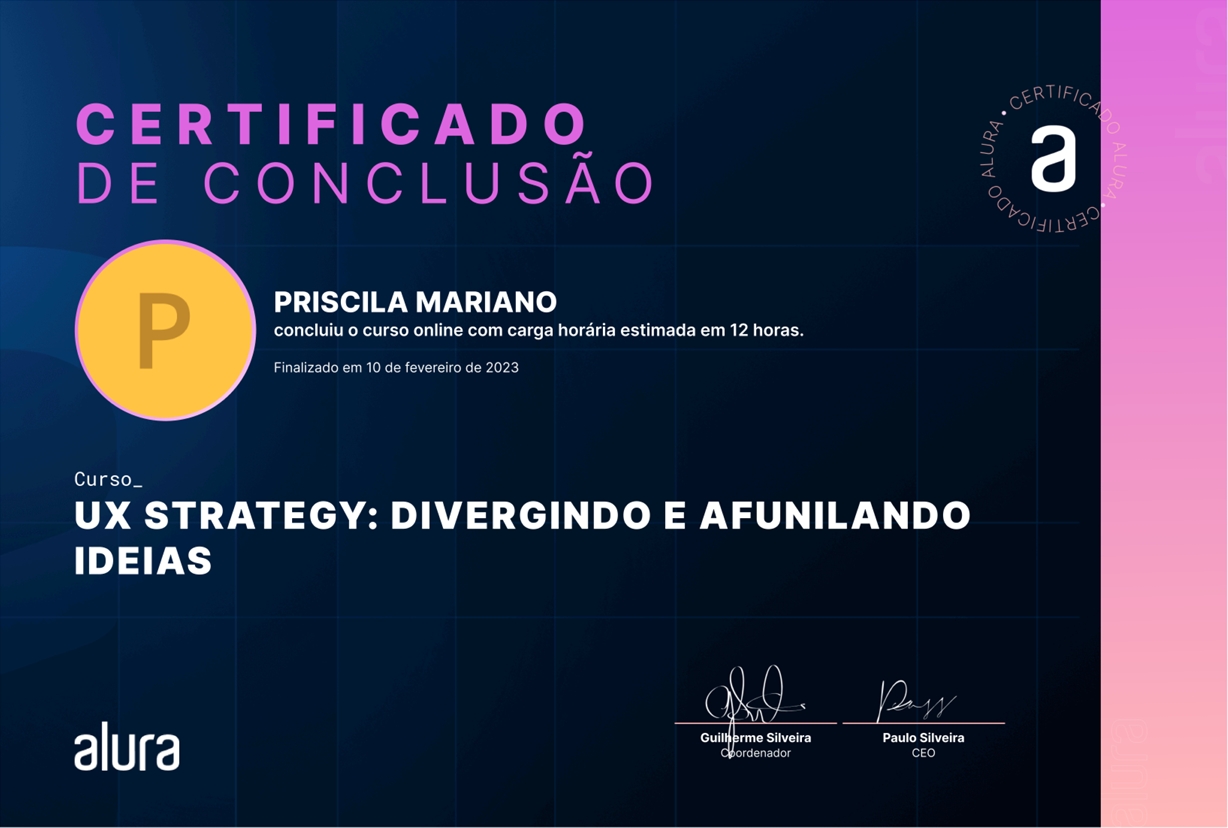 CERTIFICADO
DE CONCLUSÃO
CERTIFICADO ALURA • CERTIFICADO ALURA •
a
P
PRISCILA MARIANO
concluiu o curso online com carga horária estimada em 12 horas.
Finalizado em 10 de fevereiro de 2023
Curso_
UX STRATEGY: DIVERGINDO E AFUNILANDO
IDEIAS
alura
Guilherme Silveira
Coordenador
Paulo Silveira
CEO
alura
alura